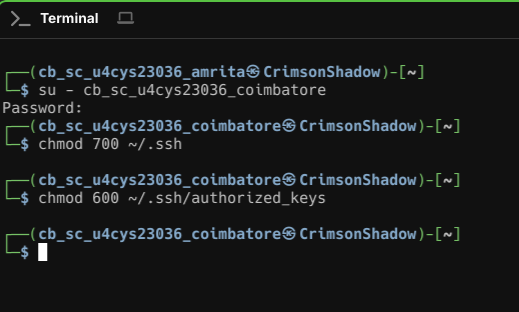 Terminal
┌──(cb_sc_u4cys23036_amrita㉿CrimsonShadow)-[~]
└─$ su - cb_sc_u4cys23036_coimbatore
Password:
┌──(cb_sc_u4cys23036_coimbatore㉿CrimsonShadow)-[~]
└─$ chmod 700 ~/.ssh
┌──(cb_sc_u4cys23036_coimbatore㉿CrimsonShadow)-[~]
└─$ chmod 600 ~/.ssh/authorized_keys
┌──(cb_sc_u4cys23036_coimbatore㉿CrimsonShadow)-[~]
└─$